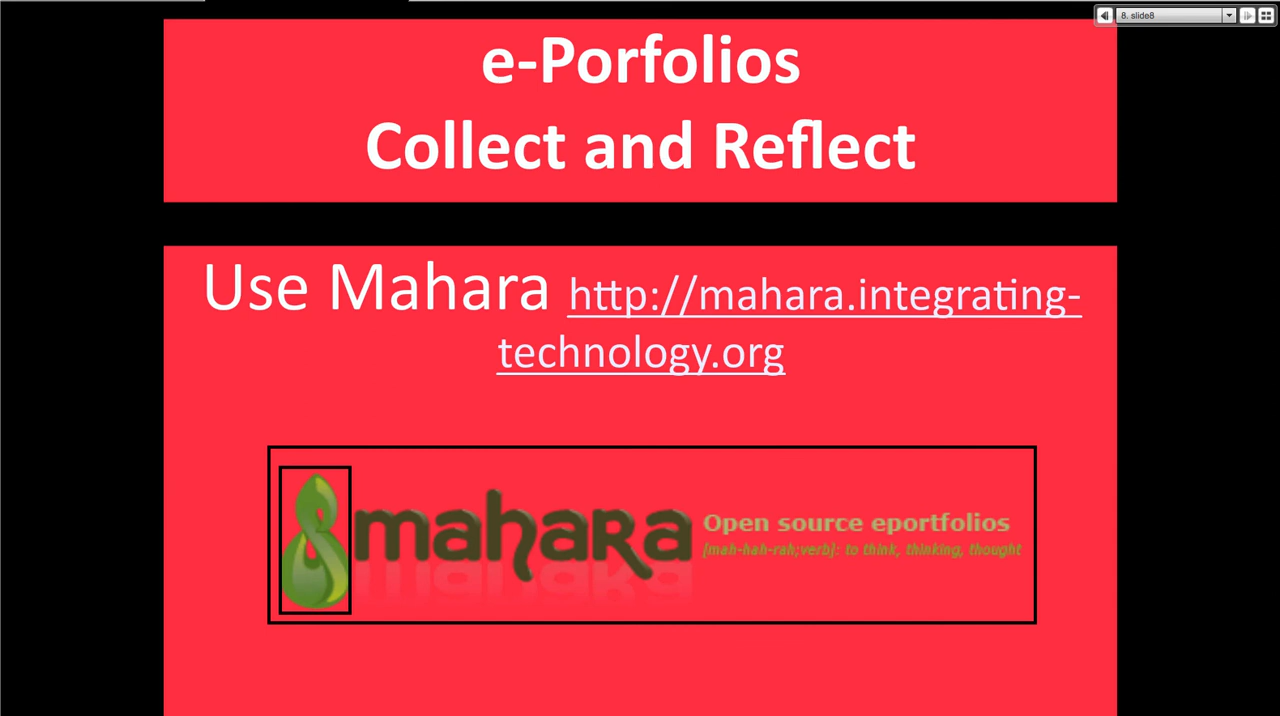 8. slide8
e-Porfolios
Collect and Reflect
Use Mahara http://mahara.integrating-
technology.org
mahara
Open source eportfolios
[mah-hah-rah;verb]: to think, thinking, thought